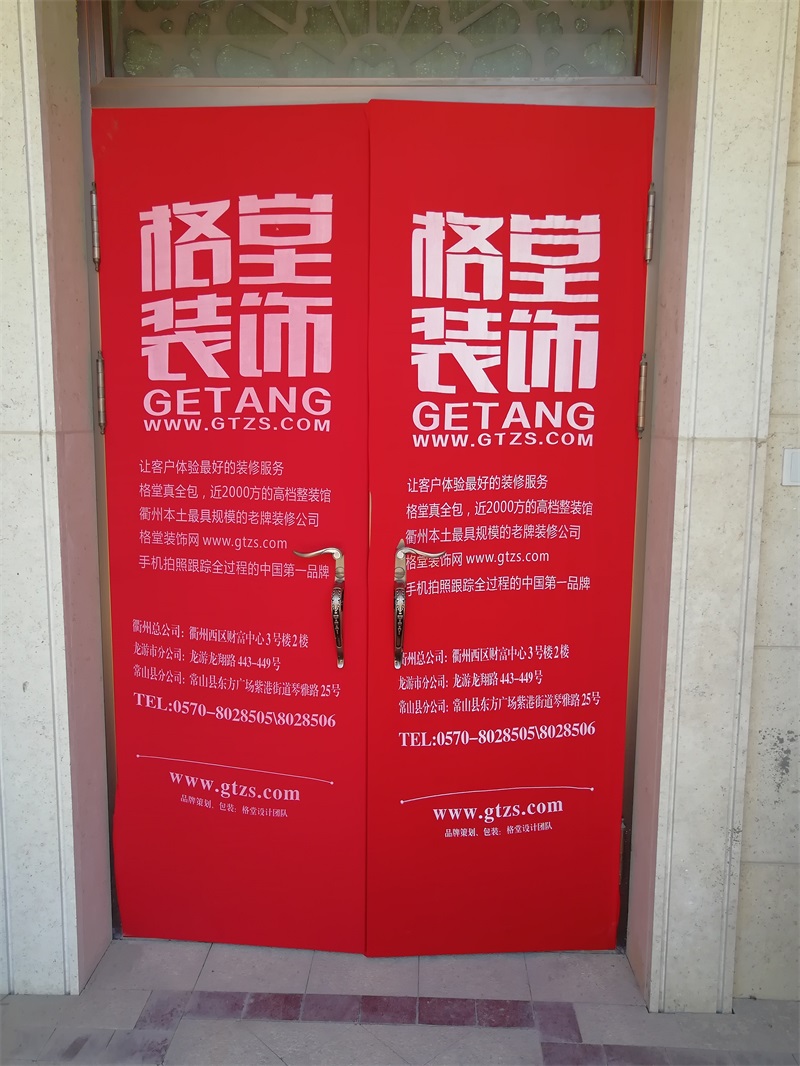 格堂
装饰
GETANG
WWW.GTZS.COM
让客户体验最好的装修服务
格堂真全包，近2000方的高档整装馆
衢州本土最具规模的老牌装修公司
格堂装饰网 www.gtzs.com
手机拍照跟踪全过程的中国第一品牌
衢州总公司: 衢州西区财富中心3号楼2楼
龙游市分公司: 龙游龙翔路 443-449号
常山县分公司: 常山县东方广场紫港街道琴雅路25号
TEL:0570-8028505\8028506
www.gtzs.com
品牌策划、包装: 格堂设计团队
格堂
装饰
GETANG
WWW.GTZS.COM
让客户体验最好的装修服务
格堂真全包，近2000方的高档整装馆
衢州本土最具规模的老牌装修公司
格堂装饰网 www.gtzs.com
手机拍照跟踪全过程的中国第一品牌
衢州总公司: 衢州西区财富中心3号楼2楼
龙游市分公司: 龙游龙翔路 443-449号
常山县分公司: 常山县东方广场紫港街道琴雅路25号
TEL:0570-8028505\8028506
www.gtzs.com
品牌策划、包装: 格堂设计团队